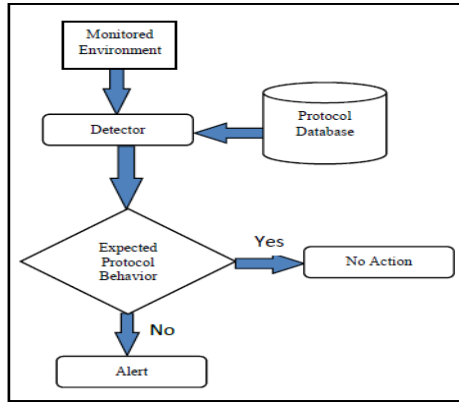 Monitored
Environment
Detector
Protocol
Database
Expected
Protocol
Behavior
Yes
No Action
No
Alert